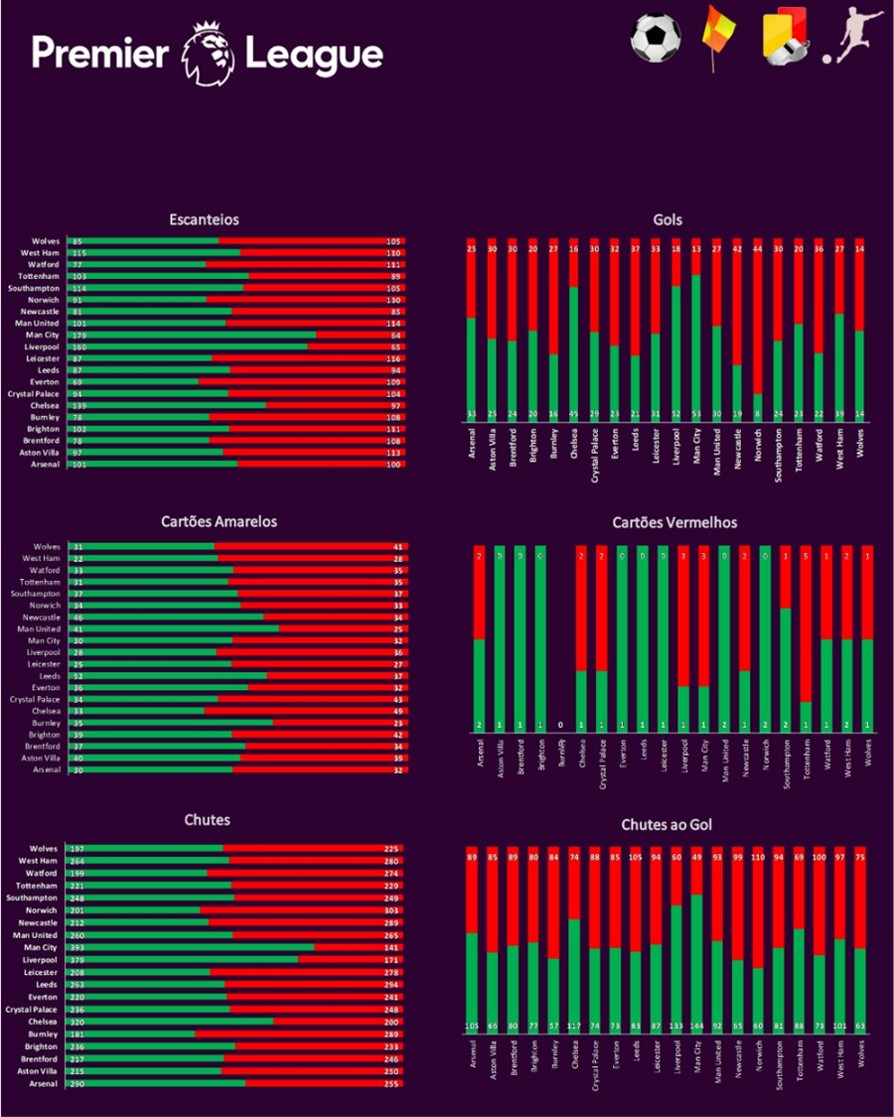 Premier League
Escanteios
Wolves 85 105
West Ham 115 110
Watford 77 111
Tottenham 103 89
Southampton 114 105
Norwich 91 130
Newcastle 81 85
Man United 101 114
Man City 179 64
Liverpool 160 65
Leicester 87 116
Leeds 87 94
Everton 69 109
Crystal Palace 94 104
Chelsea 139 97
Burnley 78 108
Brighton 102 111
Brentford 78 108
Aston Villa 97 113
Arsenal 101 100
Gols
25 30 30 20 27 16 30 32 37 33 18 13 27 42 44 30 20 36 27 14
33 25 24 20 16 45 29 23 21 31 52 53 30 19 8 24 23 22 39 14
Arsenal Aston Villa Brentford Brighton Burnley Chelsea Crystal Palace Everton Leeds Leicester Liverpool Man City Man United Newcastle Norwich Southampton Tottenham Watford West Ham Wolves
Cartões Amarelos
Wolves 31 41
West Ham 22 28
Watford 33 35
Tottenham 31 35
Southampton 37 37
Norwich 34 33
Newcastle 46 34
Man United 41 25
Man City 30 32
Liverpool 28 36
Leicester 25 27
Leeds 52 37
Everton 36 32
Crystal Palace 34 43
Chelsea 33 49
Burnley 35 23
Brighton 39 42
Brentford 37 34
Aston Villa 40 39
Arsenal 30 32
Cartões Vermelhos
2 0 0 0 2 2 0 0 0 3 3 0 2 0 1 5 1 2 1
2 1 1 1 0 1 1 1 1 1 1 1 2 1 2 2 1 1 2 1
Arsenal Aston Villa Brentford Brighton Burnley Chelsea Crystal Palace Everton Leeds Leicester Liverpool Man City Man United Newcastle Norwich Southampton Tottenham Watford West Ham Wolves
Chutes
Wolves 197 225
West Ham 264 280
Watford 199 274
Tottenham 221 229
Southampton 248 249
Norwich 201 303
Newcastle 212 289
Man United 260 265
Man City 393 141
Liverpool 379 171
Leicester 208 278
Leeds 263 294
Everton 220 241
Crystal Palace 236 243
Chelsea 320 200
Burnley 181 289
Brighton 236 233
Brentford 217 246
Aston Villa 215 250
Arsenal 290 255
Chutes ao Gol
89 85 89 80 84 74 88 85 105 94 60 49 93 99 110 94 69 100 97 75
105 66 80 77 57 117 74 73 83 87 133 144 92 65 60 81 88 73 101 63
Arsenal Aston Villa Brentford Brighton Burnley Chelsea Crystal Palace Everton Leeds Leicester Liverpool Man City Man United Newcastle Norwich Southampton Tottenham Watford West Ham Wolves